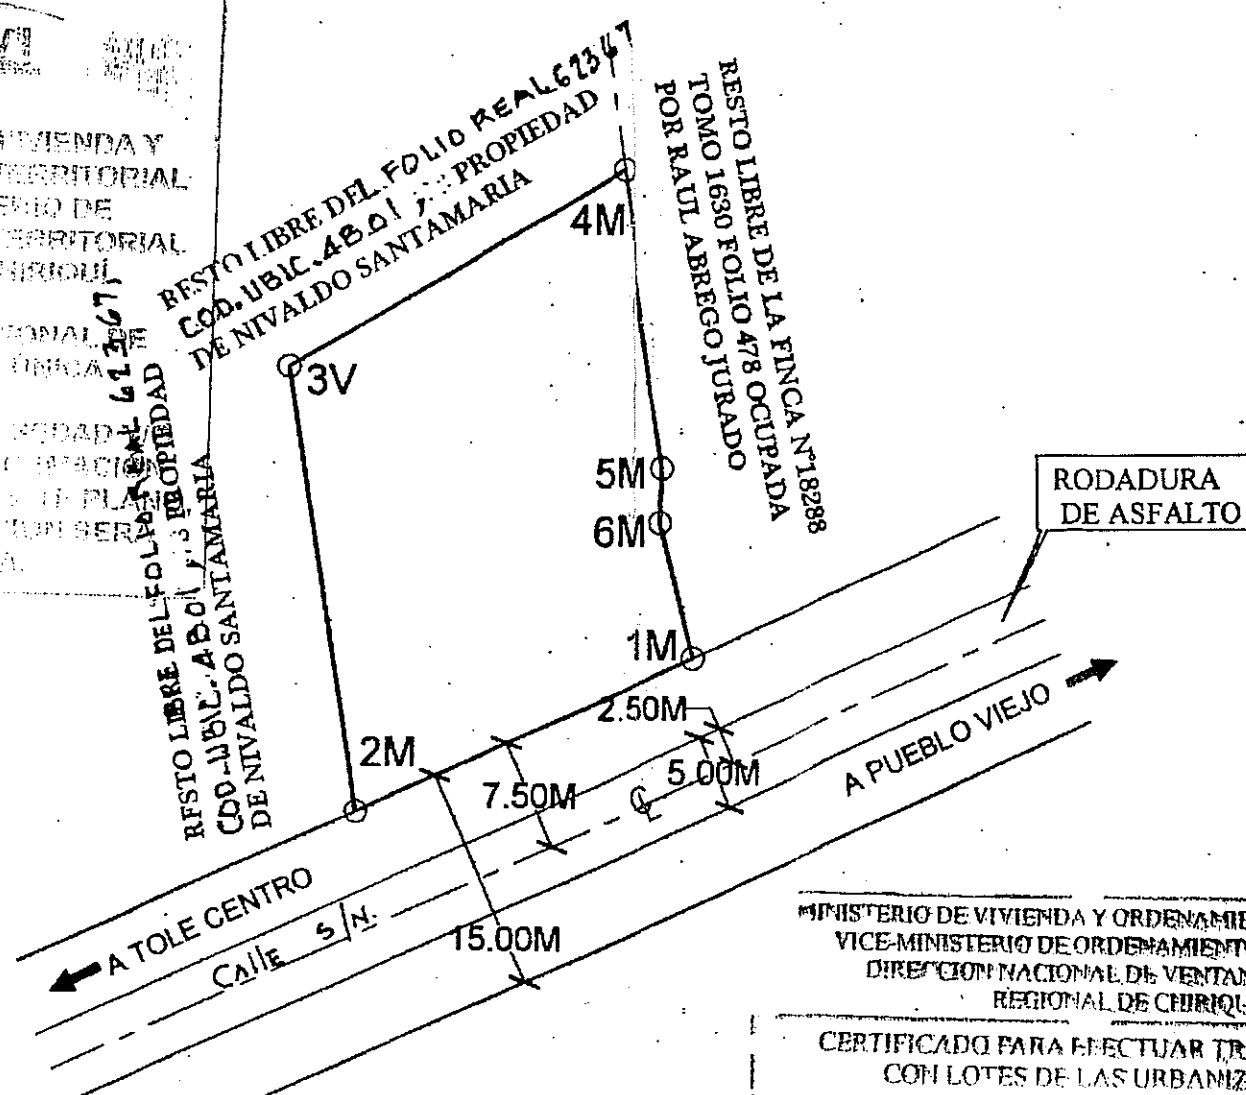 VIVIENDA Y
TERRITORIAL
DE
TERRITORIAL
CHIRIQUÍ
DE
ÚNICA
RESTO LIBRE DEL FOLIO REAL 62367
COD. UBIC. 4B01 PROPIEDAD
DE NIVALDO SANTAMARIA
RESTO LIBRE DE LA FINCA N°18288
TOMO 1630 FOLIO 478 OCUPADA
POR RAUL ABREGO JURADO
4M
3V
5M
6M
1M
2M
RESTO LIBRE DEL FOLIO REAL
COD. UBIC. 4B01 PROPIEDAD
DE NIVALDO SANTAMARIA
RODADURA
DE ASFALTO
2.50M
5.00M
7.50M
15.00M
A PUEBLO VIEJO
A TOLE CENTRO
CAllE S/N.
MINISTERIO DE VIVIENDA Y ORDENAMIE
VICE-MINISTERIO DE ORDENAMIENT
DIRECCION NACIONAL DE VENTAN
REGIONAL DE CHIRIQU
CERTIFICADO PARA EFECTUAR TR
CON LOTES DE LAS URBANIZ